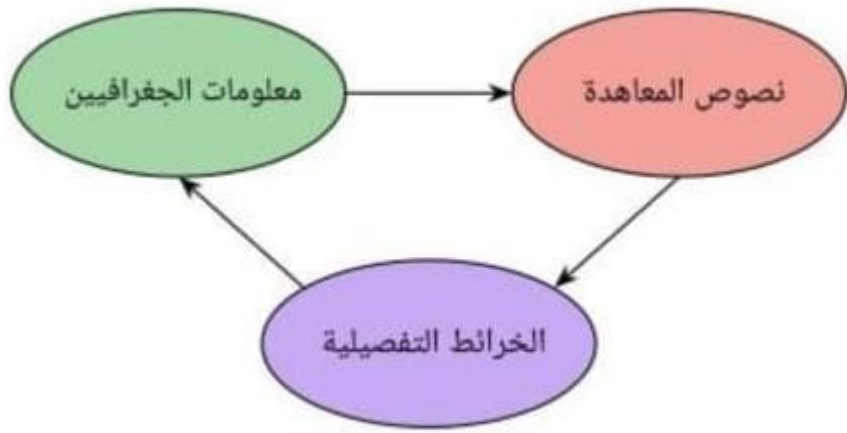 نصوص المعاهدة
معلومات الجغرافيين
الخرائط التفصيلية